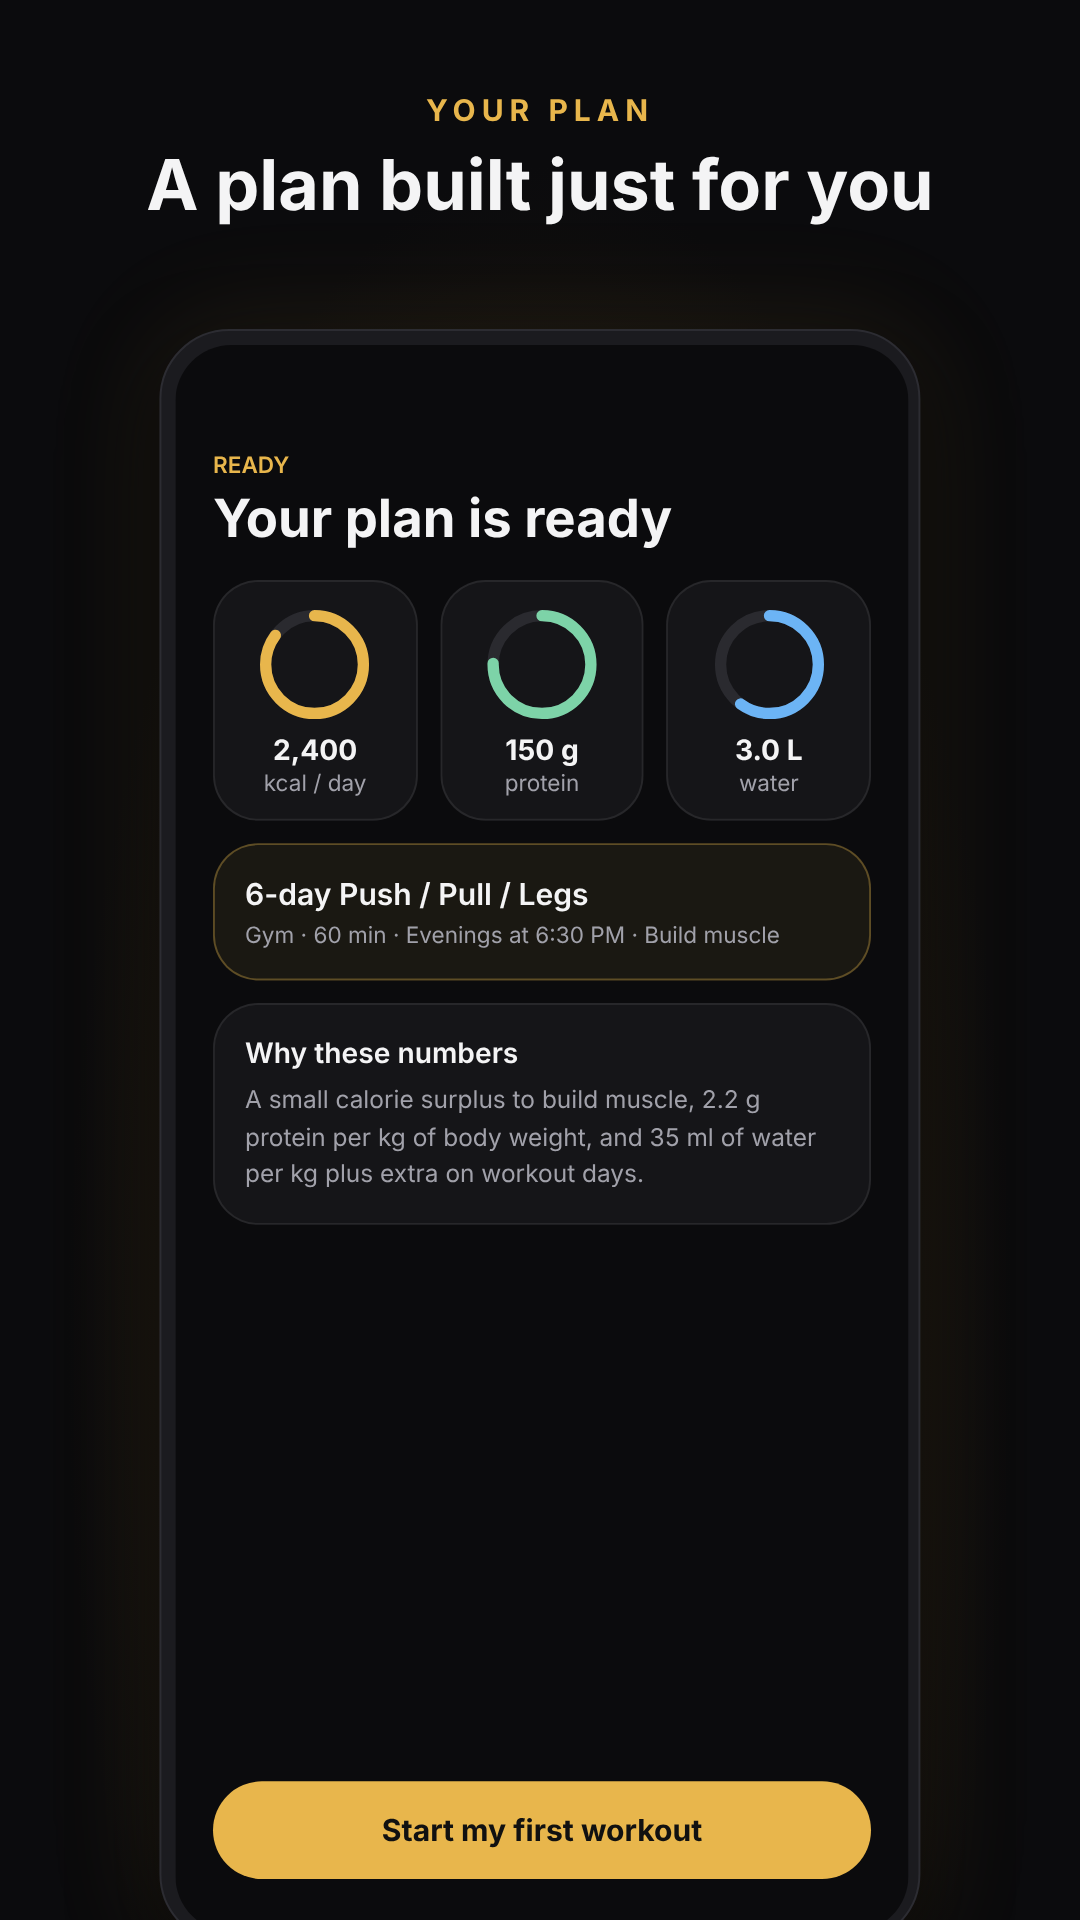 YOUR PLAN
A plan built just for you
READY
Your plan is ready
2,400
kcal / day
150 g
protein
3.0 L
water
6-day Push / Pull / Legs
Gym · 60 min · Evenings at 6:30 PM · Build muscle
Why these numbers
A small calorie surplus to build muscle, 2.2 g
protein per kg of body weight, and 35 ml of water
per kg plus extra on workout days.
Start my first workout